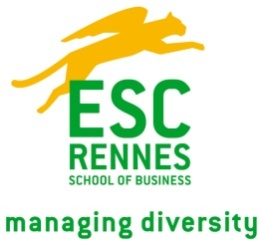 ESC
RENNES
SCHOOL OF BUSINESS
managing diversity